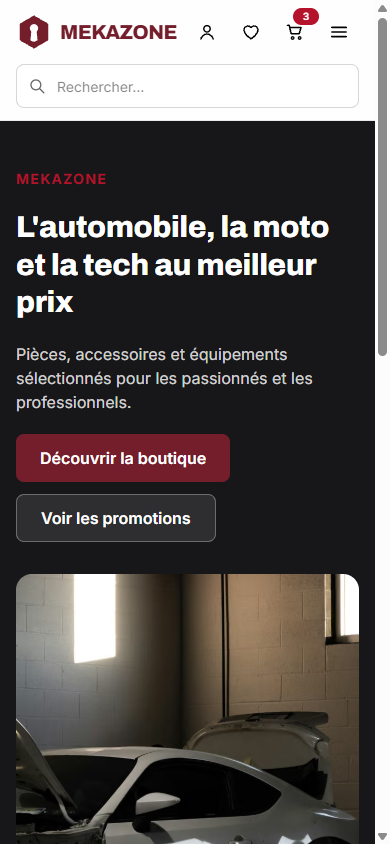 MEKAZONE
3
Rechercher...
MEKAZONE
L'automobile, la moto
et la tech au meilleur
prix
Pièces, accessoires et équipements
sélectionnés pour les passionnés et les
professionnels.
Découvrir la boutique
Voir les promotions